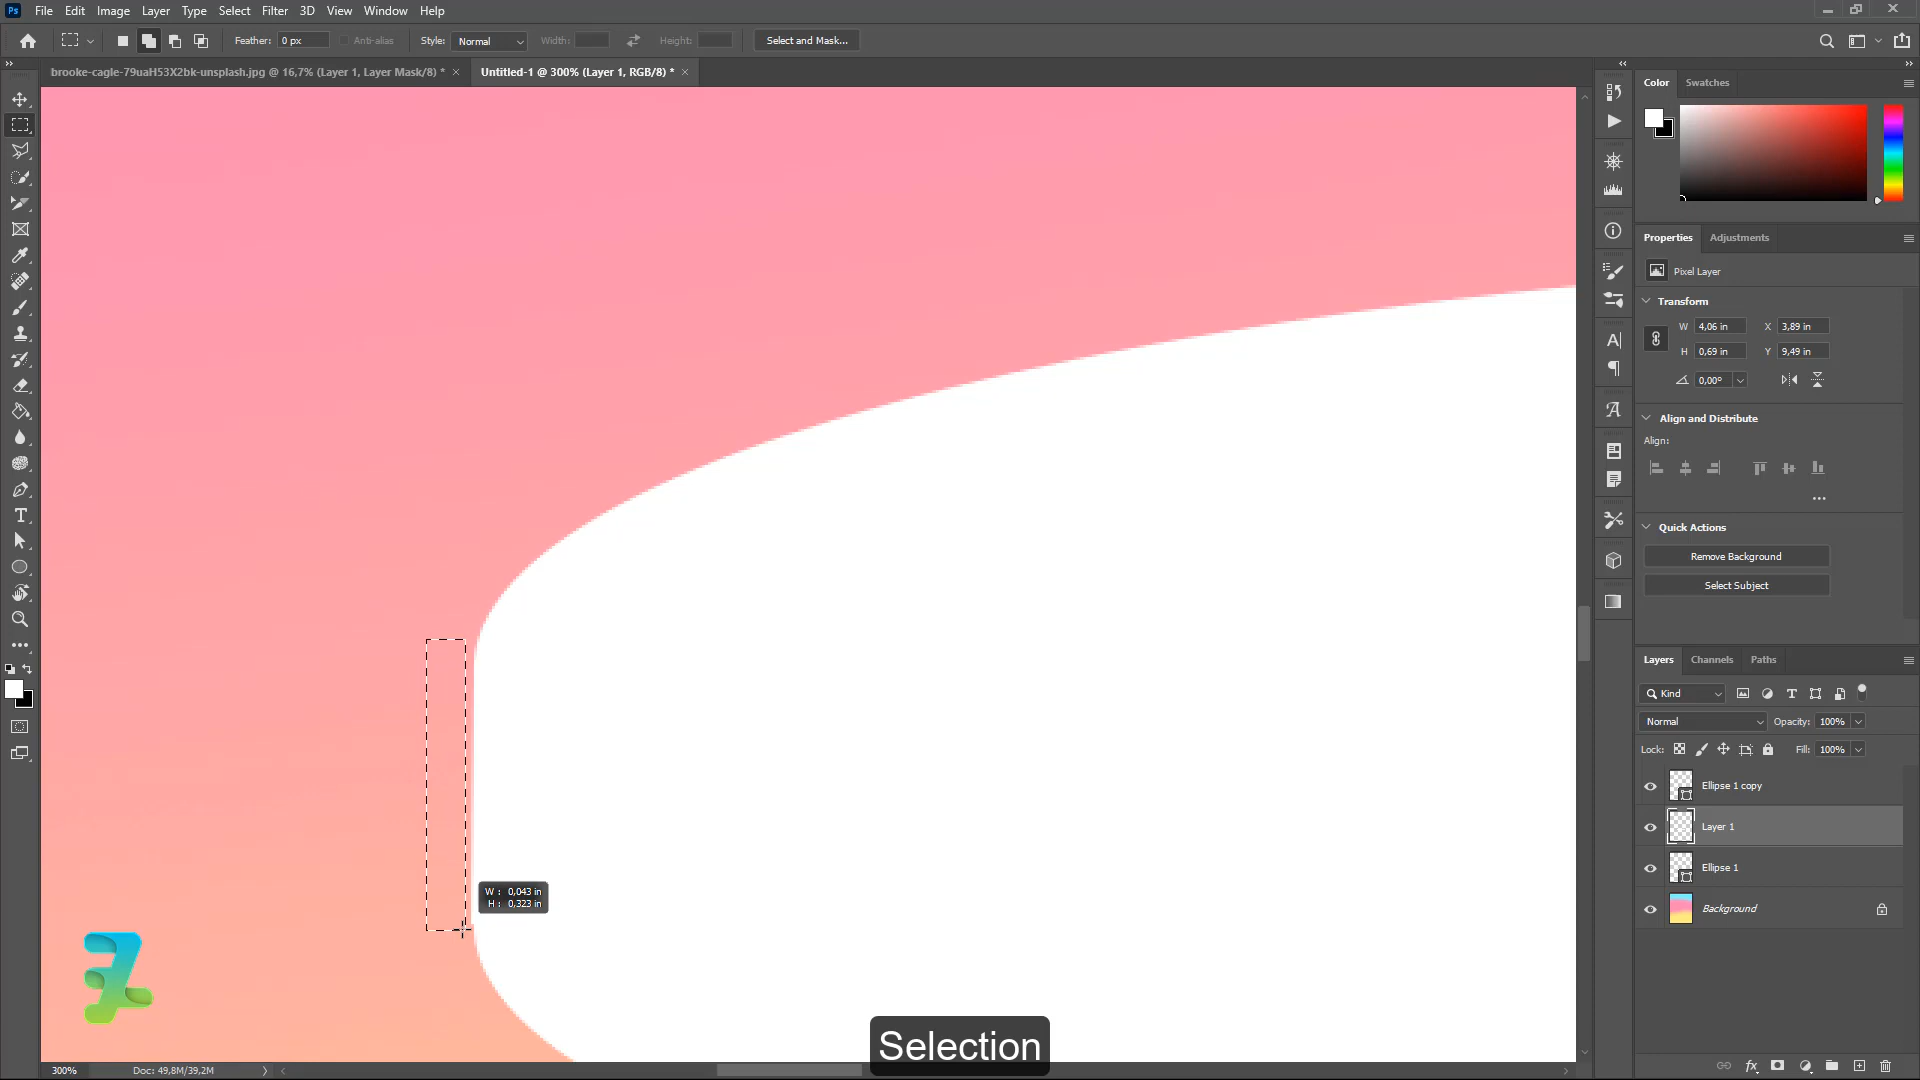 Ps File Edit Image Layer Type Select Filter 3D View Window Help
Feather: 0 px Anti-alias Style: Normal Width: Height: Select and Mask...
brooke-cagle-79uaH53X2bk-unsplash.jpg @ 16,7% (Layer 1, Layer Mask/8) * × Untitled-1 @ 300% (Layer 1, RGB/8) * ×
Color Swatches
Properties Adjustments
Pixel Layer
Transform
W 4,06 in X 3,89 in
H 0,69 in Y 9,49 in
0,00°
Align and Distribute
Align:
Quick Actions
Remove Background
Select Subject
Layers Channels Paths
Kind
Normal Opacity: 100%
Lock: Fill: 100%
Ellipse 1 copy
Layer 1
Ellipse 1
Background
W : 0,043 in
H : 0,323 in
Selection
300% Doc: 49,8M/39,2M